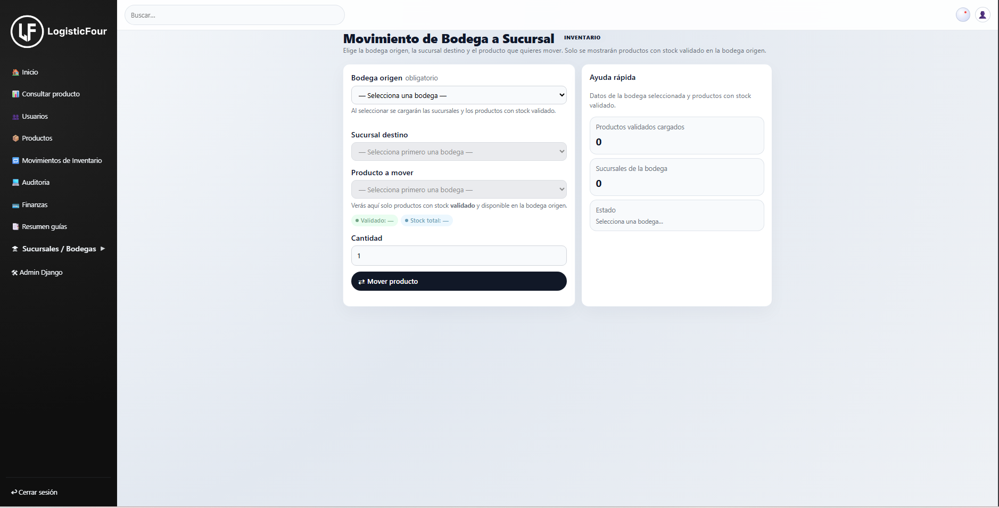 LogisticFour
Inicio
Consultar producto
Usuarios
Productos
Movimientos de Inventario
Auditoria
Finanzas
Resumen guías
Sucursales / Bodegas ▶
Admin Django
Cerrar sesión
Buscar...
Movimiento de Bodega a Sucursal INVENTARIO
Elige la bodega origen, la sucursal destino y el producto que quieres mover. Solo se mostrarán productos con stock validado en la bodega origen.
Bodega origen obligatorio
— Selecciona una bodega —
Al seleccionar se cargarán las sucursales y los productos con stock validado.
Sucursal destino
— Selecciona primero una bodega —
Producto a mover
— Selecciona primero una bodega —
Verás aquí solo productos con stock validado y disponible en la bodega origen.
Validado: — Stock total: —
Cantidad
1
⇄ Mover producto
Ayuda rápida
Datos de la bodega seleccionada y productos con stock
validado.
Productos validados cargados
0
Sucursales de la bodega
0
Estado
Selecciona una bodega...